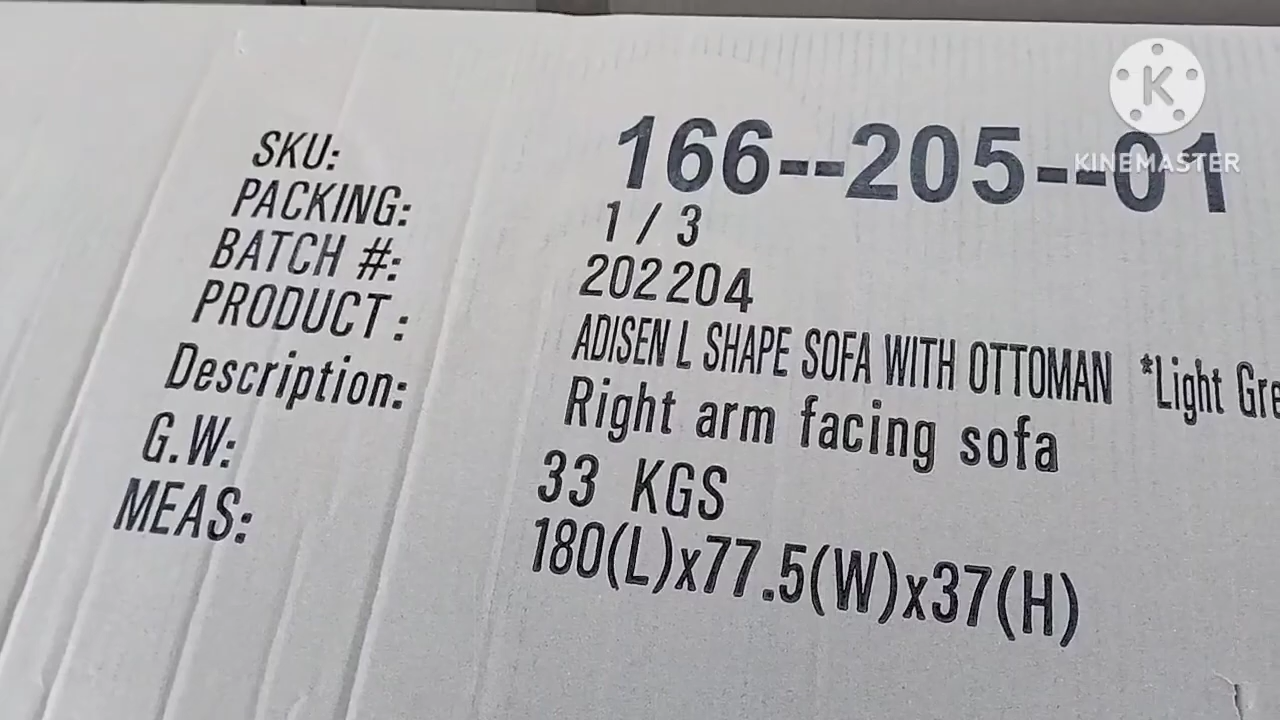 SKU: 166--205--01
PACKING: 1 / 3
BATCH #: 202204
PRODUCT : ADISEN L SHAPE SOFA WITH OTTOMAN *Light Gre
Description: Right arm facing sofa
G.W: 33 KGS
MEAS: 180(L)x77.5(W)x37(H)
K
KINEMASTER